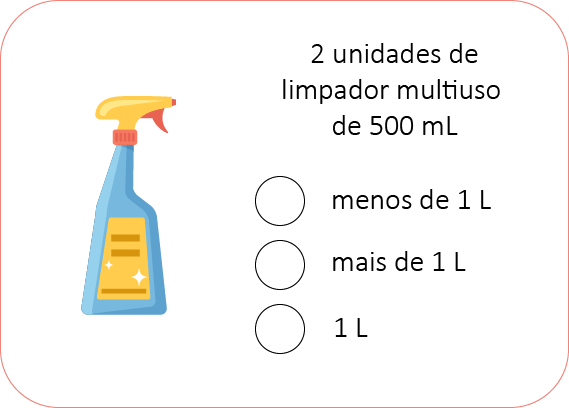 2 unidades de
limpador multiuso
de 500 mL
menos de 1 L
mais de 1 L
1 L